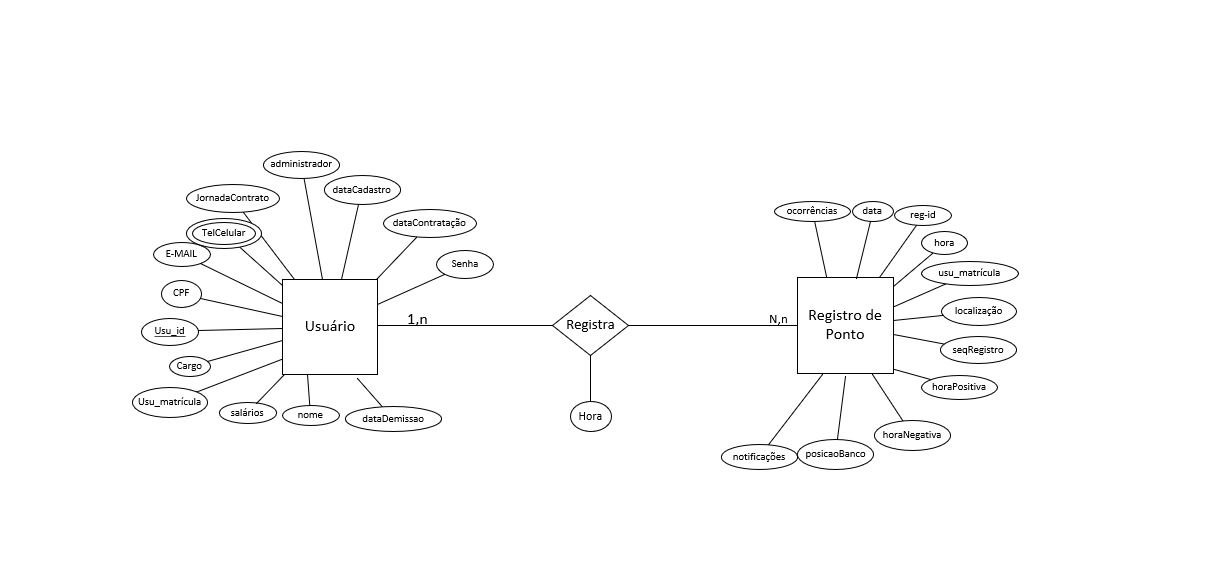 administrador
dataCadastro
JornadaContrato
dataContratação
TelCelular
E-MAIL
Senha
CPF
Usu_id
Cargo
Usu_matrícula
salários
nome
dataDemissao
Usuário
1,n
Registra
Hora
N,n
Registro de
Ponto
ocorrências
data
reg-id
hora
usu_matrícula
localização
seqRegistro
horaPositiva
horaNegativa
posicaoBanco
notificações